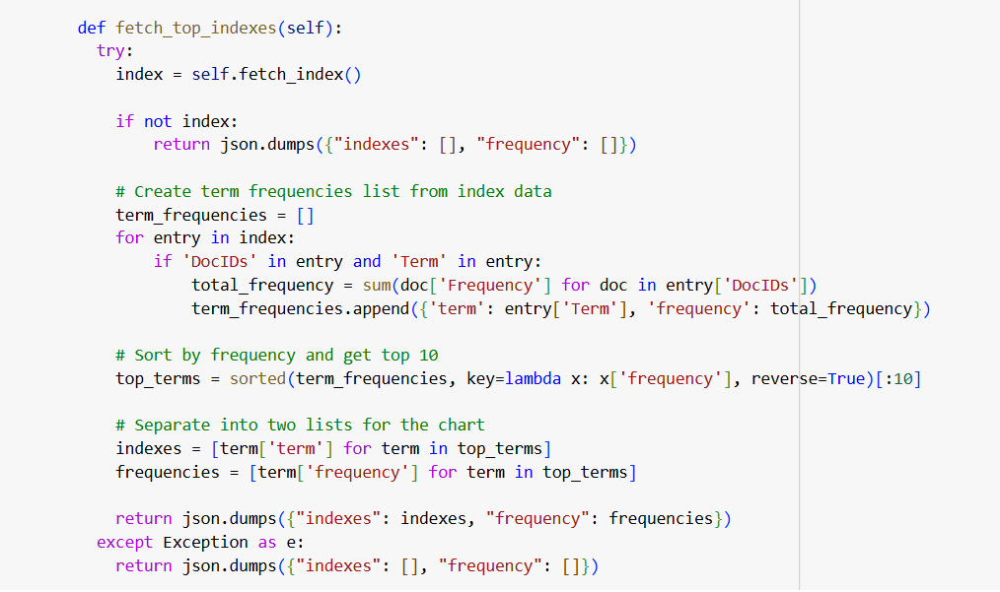 def fetch_top_indexes(self):
  try:
    index = self.fetch_index()

    if not index:
        return json.dumps({"indexes": [], "frequency": []})

    # Create term frequencies list from index data
    term_frequencies = []
    for entry in index:
        if 'DocIDs' in entry and 'Term' in entry:
            total_frequency = sum(doc['Frequency'] for doc in entry['DocIDs'])
            term_frequencies.append({'term': entry['Term'], 'frequency': total_frequency})

    # Sort by frequency and get top 10
    top_terms = sorted(term_frequencies, key=lambda x: x['frequency'], reverse=True)[:10]

    # Separate into two lists for the chart
    indexes = [term['term'] for term in top_terms]
    frequencies = [term['frequency'] for term in top_terms]

    return json.dumps({"indexes": indexes, "frequency": frequencies})
  except Exception as e:
    return json.dumps({"indexes": [], "frequency": []})